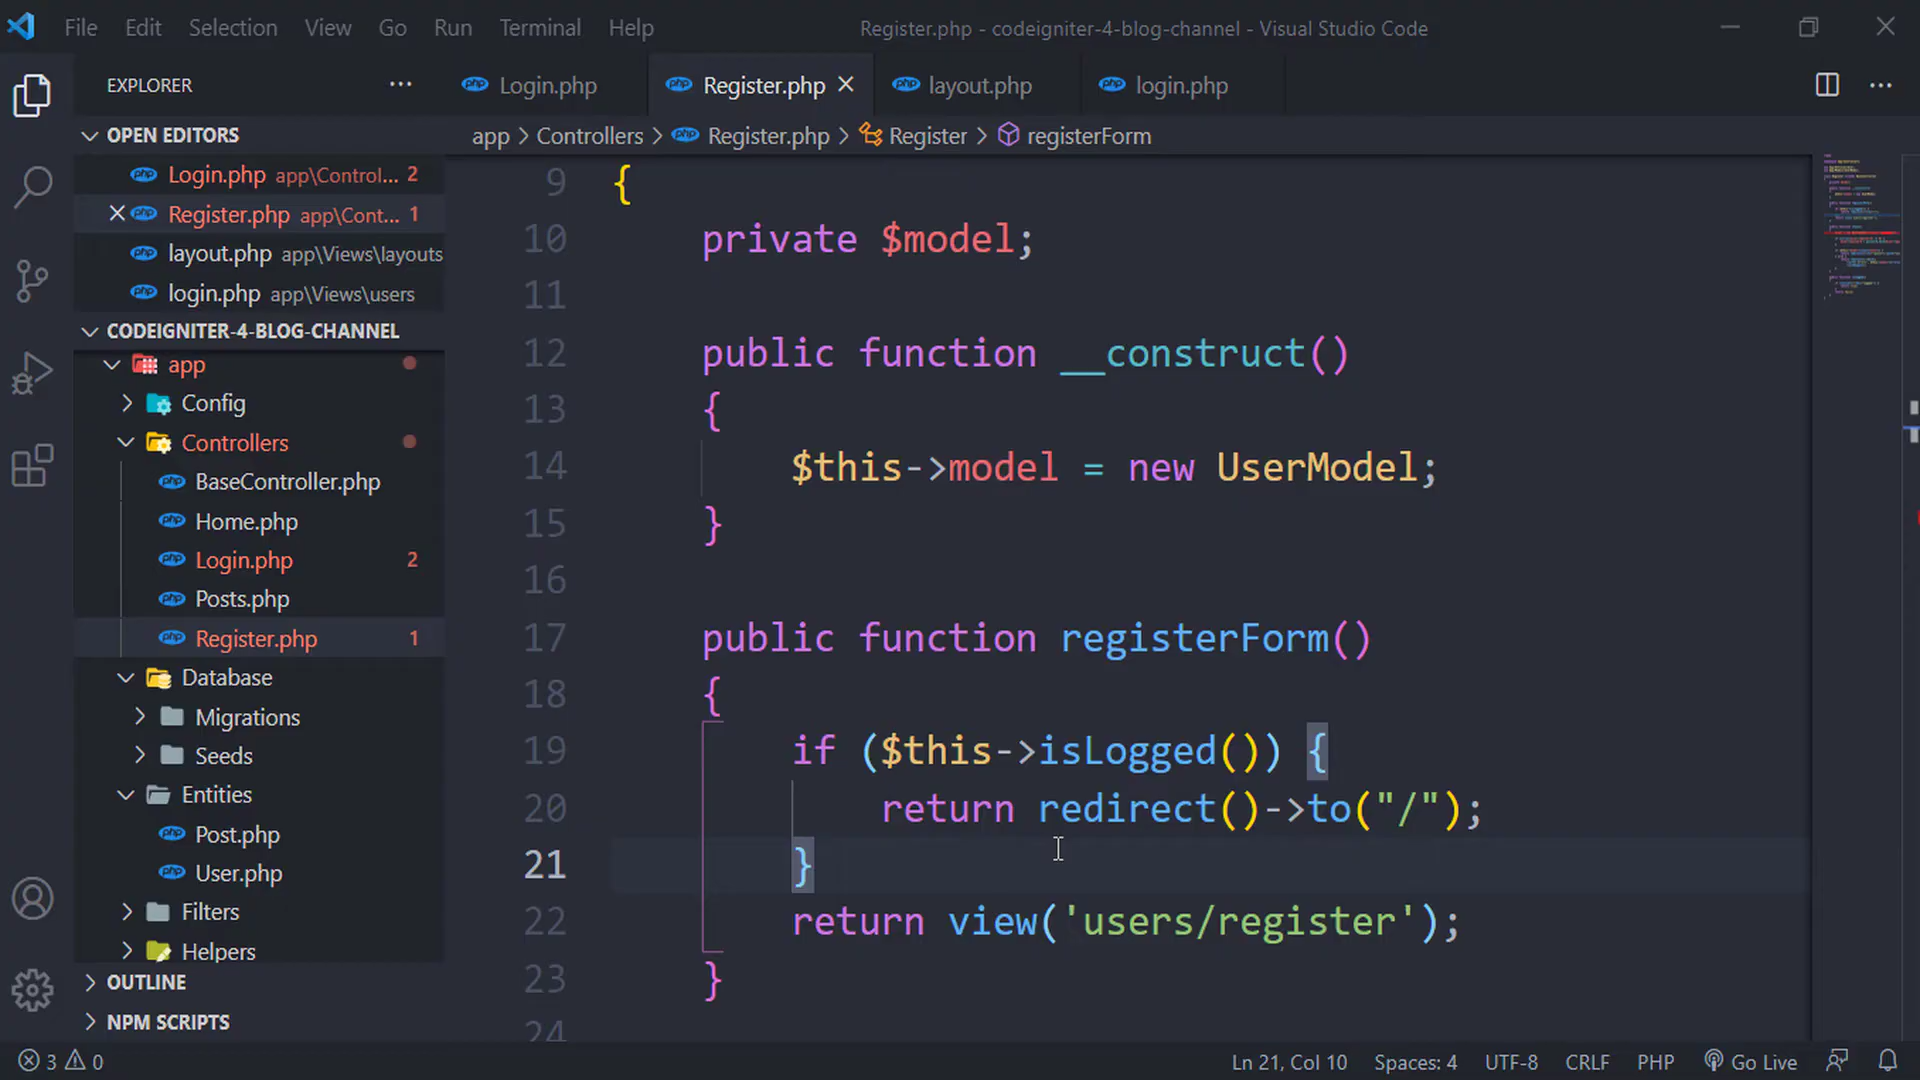 File Edit Selection View Go Run Terminal Help
Register.php - codeigniter-4-blog-channel - Visual Studio Code
EXPLORER
OPEN EDITORS
Login.php app\Control... 2
Register.php app\Cont... 1
layout.php app\Views\layouts
login.php app\Views\users
CODEIGNITER-4-BLOG-CHANNEL
app
Config
Controllers
BaseController.php
Home.php
Login.php 2
Posts.php
Register.php 1
Database
Migrations
Seeds
Entities
Post.php
User.php
Filters
Helpers
OUTLINE
NPM SCRIPTS
Login.php Register.php layout.php login.php
app > Controllers > Register.php > Register > registerForm
9 {
10 private $model;
11
12 public function __construct()
13 {
14 $this->model = new UserModel;
15 }
16
17 public function registerForm()
18 {
19 if ($this->isLogged()) {
20 return redirect()->to("/");
21 }
22 return view('users/register');
23 }
24
3 0
Ln 21, Col 10 Spaces: 4 UTF-8 CRLF PHP Go Live